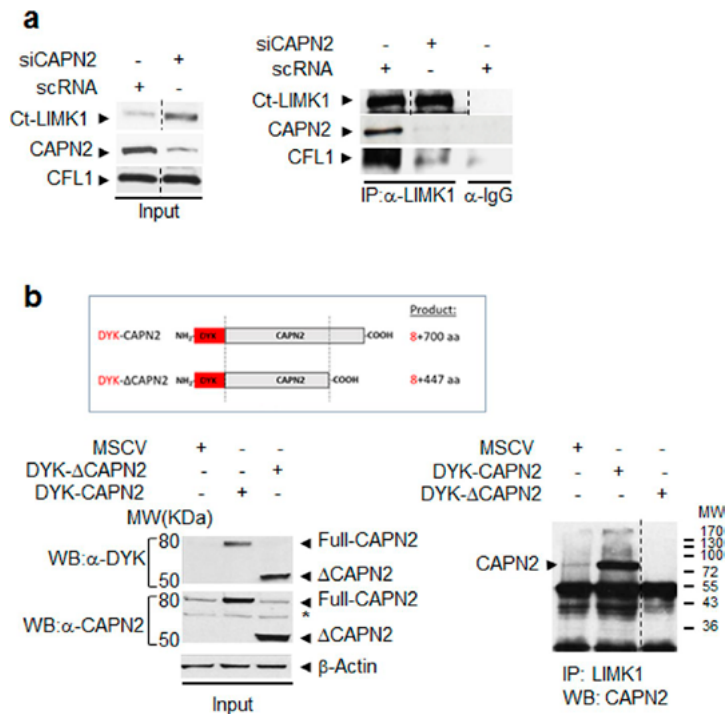 a
siCAPN2 - +
scRNA + -
Ct-LIMK1
CAPN2
CFL1
Input
siCAPN2 - + -
scRNA + - +
Ct-LIMK1
CAPN2
CFL1
IP:α-LIMK1 α-IgG
b
Product:
DYK-CAPN2 NH2- DYK CAPN2 -COOH 8+700 aa
DYK-ΔCAPN2 NH2- DYK CAPN2 -COOH 8+447 aa
MSCV + - -
DYK-ΔCAPN2 - - +
DYK-CAPN2 - + -
MW(KDa)
WB:α-DYK
80
50
Full-CAPN2
ΔCAPN2
WB:α-CAPN2
80
50
Full-CAPN2
*
ΔCAPN2
β-Actin
Input
MSCV + - -
DYK-CAPN2 - + -
DYK-ΔCAPN2 - - +
MW
CAPN2
170
130
100
72
55
43
36
IP: LIMK1
WB: CAPN2